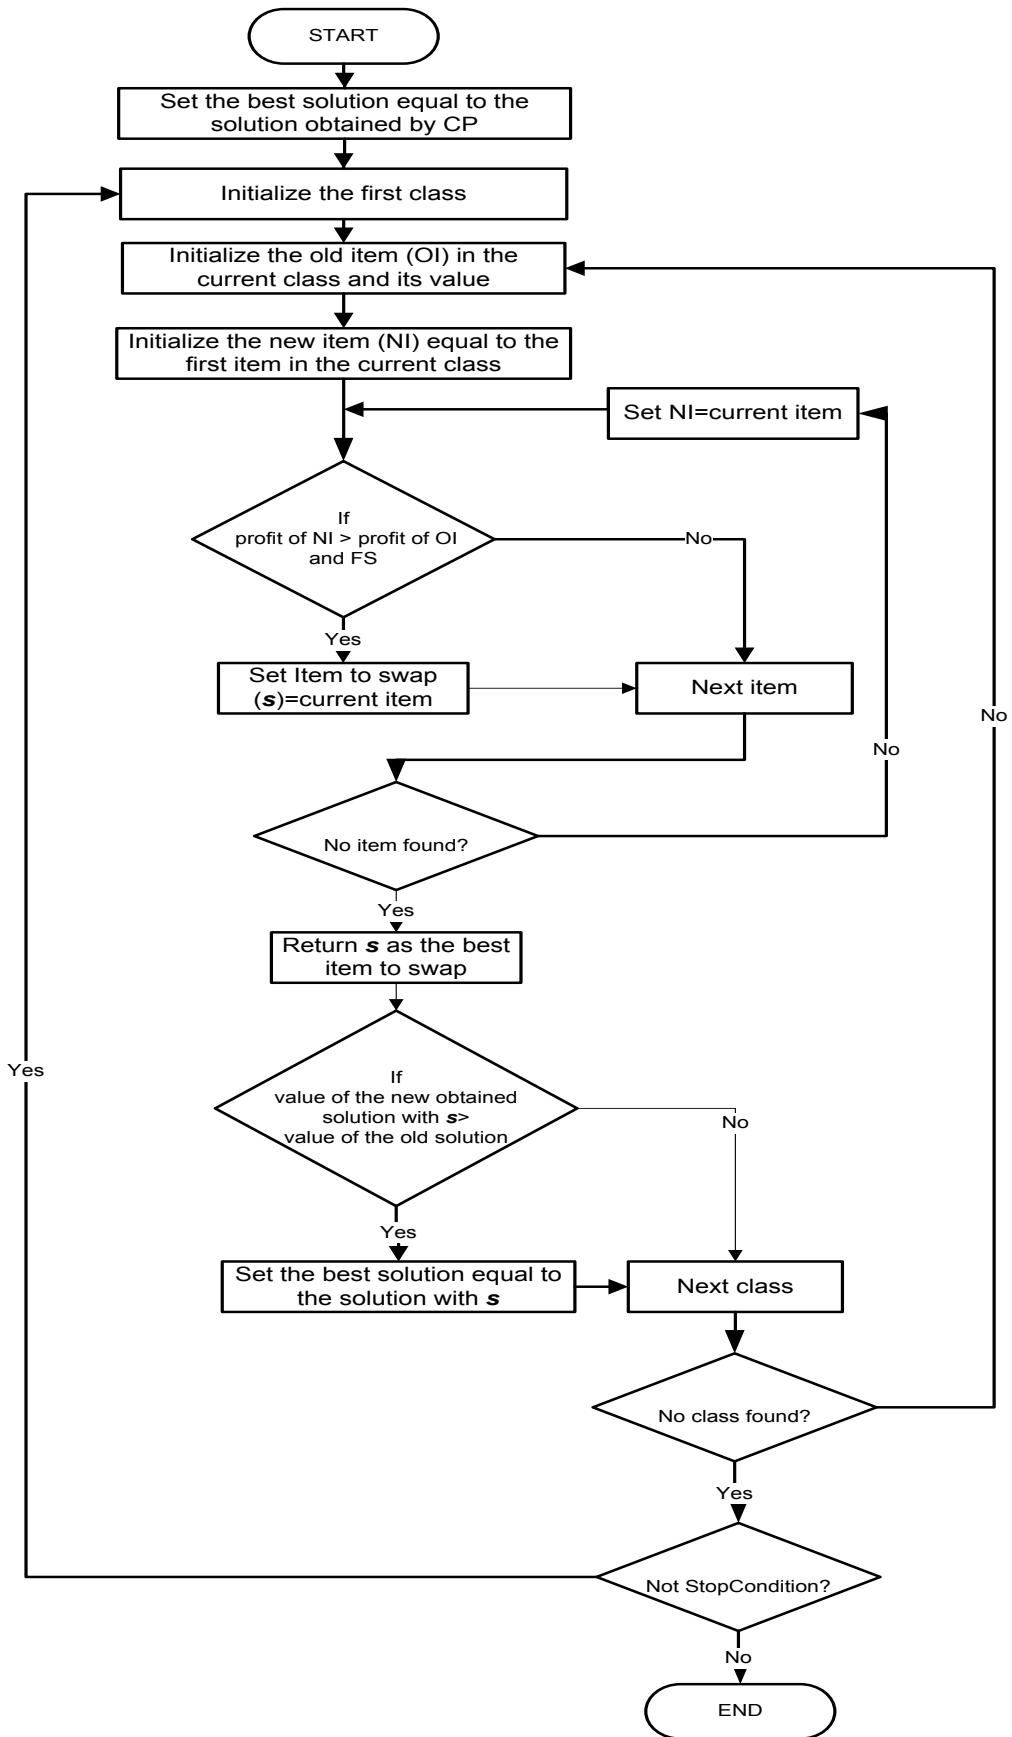 START
Set the best solution equal to the
solution obtained by CP
Initialize the first class
Initialize the old item (OI) in the
current class and its value
Initialize the new item (NI) equal to the
first item in the current class
Set NI=current item
If
profit of NI > profit of OI
and FS
No
Yes
Set Item to swap
(s)=current item
Next item
No
No
No item found?
Yes
Return s as the best
item to swap
Yes
If
value of the new obtained
solution with s>
value of the old solution
No
Yes
Set the best solution equal to
the solution with s
Next class
No class found?
Yes
Not StopCondition?
No
END